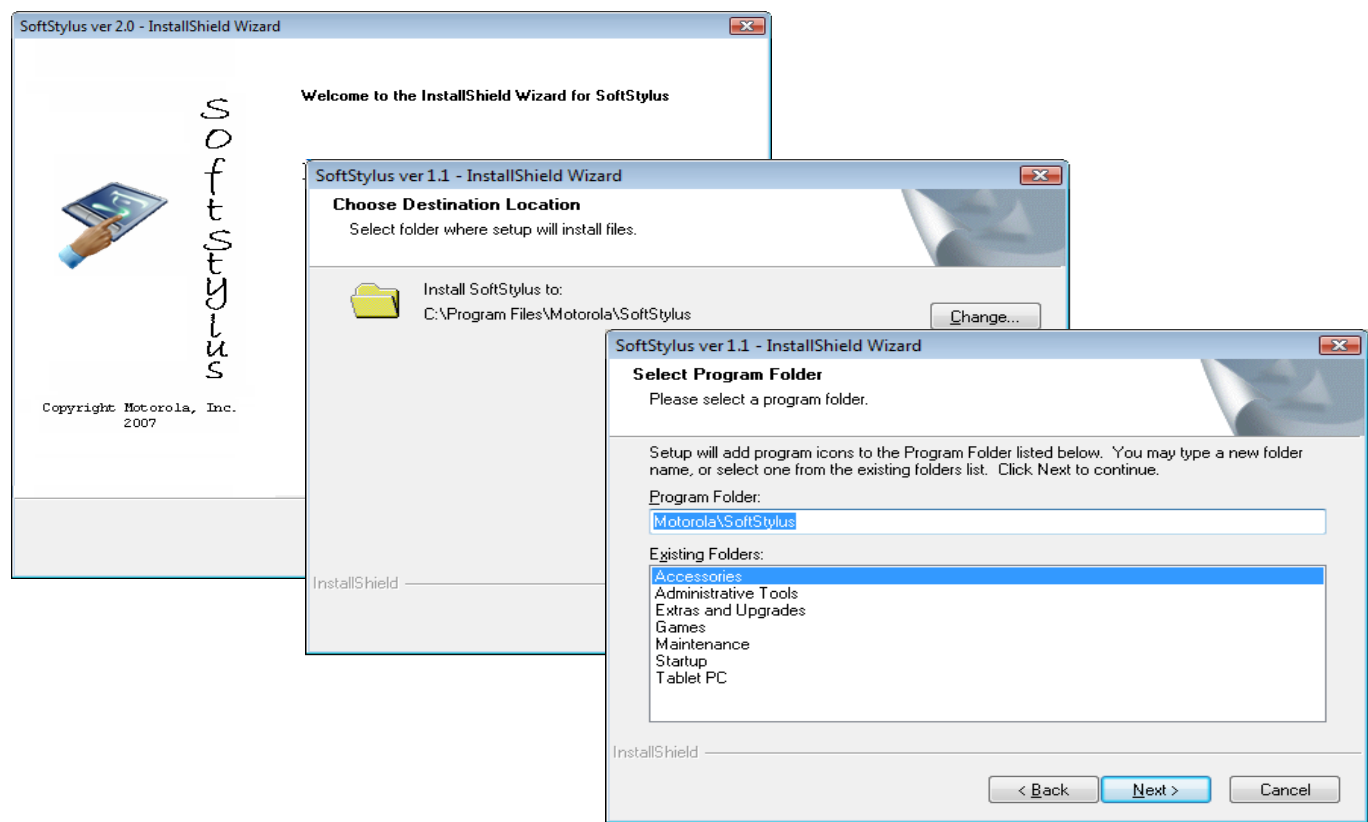 SoftStylus ver 2.0 - InstallShield Wizard
Welcome to the InstallShield Wizard for SoftStylus
SoftStylus
Copyright Motorola, Inc.
2007
SoftStylus ver 1.1 - InstallShield Wizard
Choose Destination Location
Select folder where setup will install files.
Install SoftStylus to:
C:\Program Files\Motorola\SoftStylus
Change...
InstallShield
SoftStylus ver 1.1 - InstallShield Wizard
Select Program Folder
Please select a program folder.
Setup will add program icons to the Program Folder listed below. You may type a new folder
name, or select one from the existing folders list. Click Next to continue.
Program Folder:
Motorola\SoftStylus
Existing Folders:
Accessories
Administrative Tools
Extras and Upgrades
Games
Maintenance
Startup
Tablet PC
InstallShield
< Back Next > Cancel